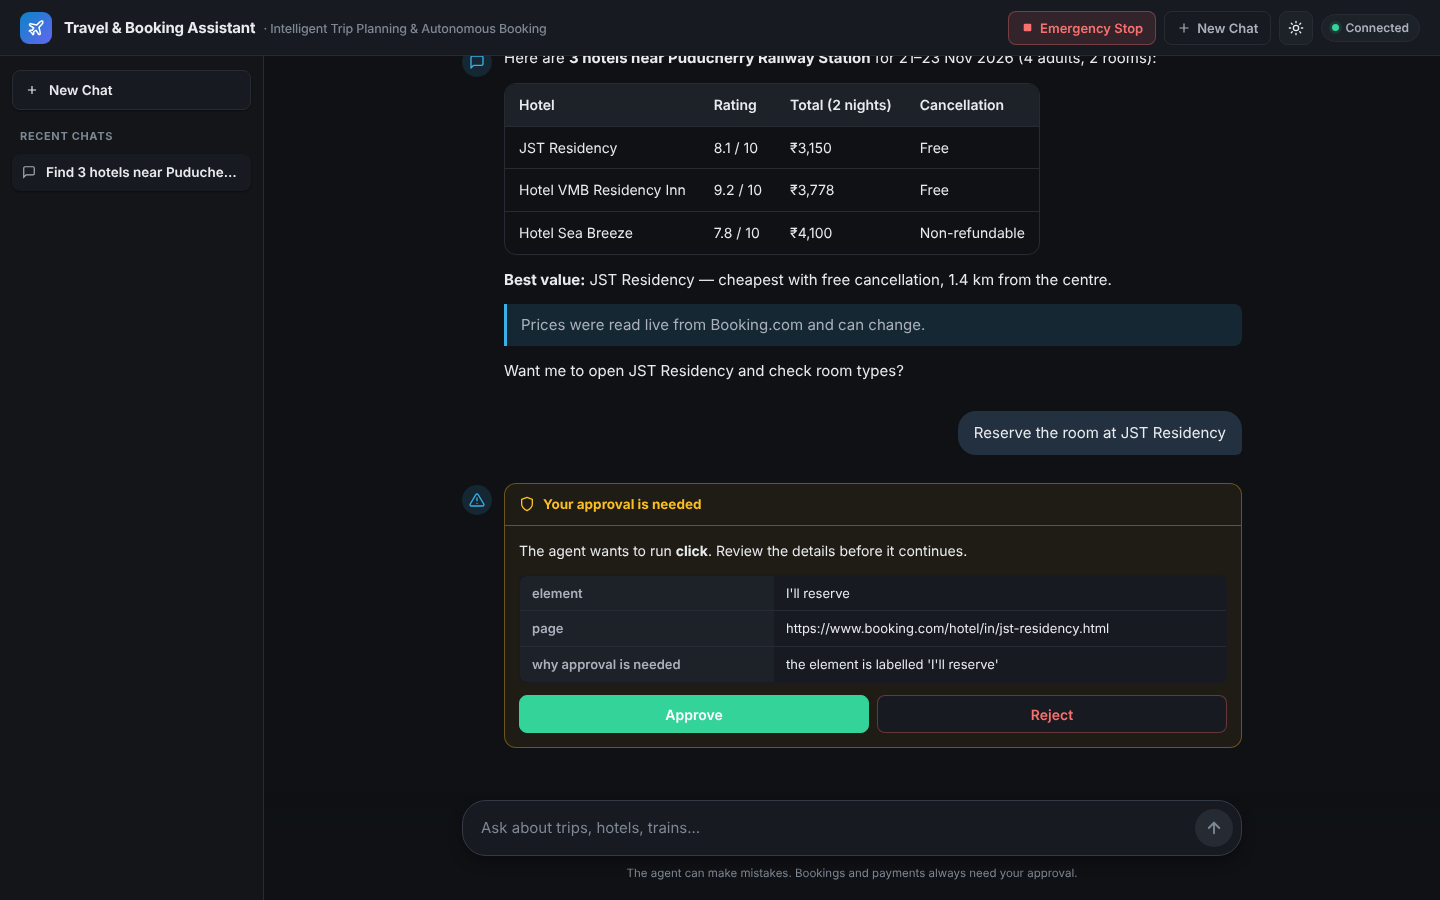 Travel & Booking Assistant · Intelligent Trip Planning & Autonomous Booking
Emergency Stop
New Chat
Connected
New Chat
RECENT CHATS
Find 3 hotels near Puduche...
Here are 3 hotels near Puducherry Railway Station for 21–23 Nov 2026 (4 adults, 2 rooms):
Hotel Rating Total (2 nights) Cancellation
JST Residency 8.1 / 10 ₹3,150 Free
Hotel VMB Residency Inn 9.2 / 10 ₹3,778 Free
Hotel Sea Breeze 7.8 / 10 ₹4,100 Non-refundable
Best value: JST Residency — cheapest with free cancellation, 1.4 km from the centre.
Prices were read live from Booking.com and can change.
Want me to open JST Residency and check room types?
Reserve the room at JST Residency
Your approval is needed
The agent wants to run click. Review the details before it continues.
element I'll reserve
page https://www.booking.com/hotel/in/jst-residency.html
why approval is needed the element is labelled 'I'll reserve'
Approve
Reject
Ask about trips, hotels, trains...
The agent can make mistakes. Bookings and payments always need your approval.